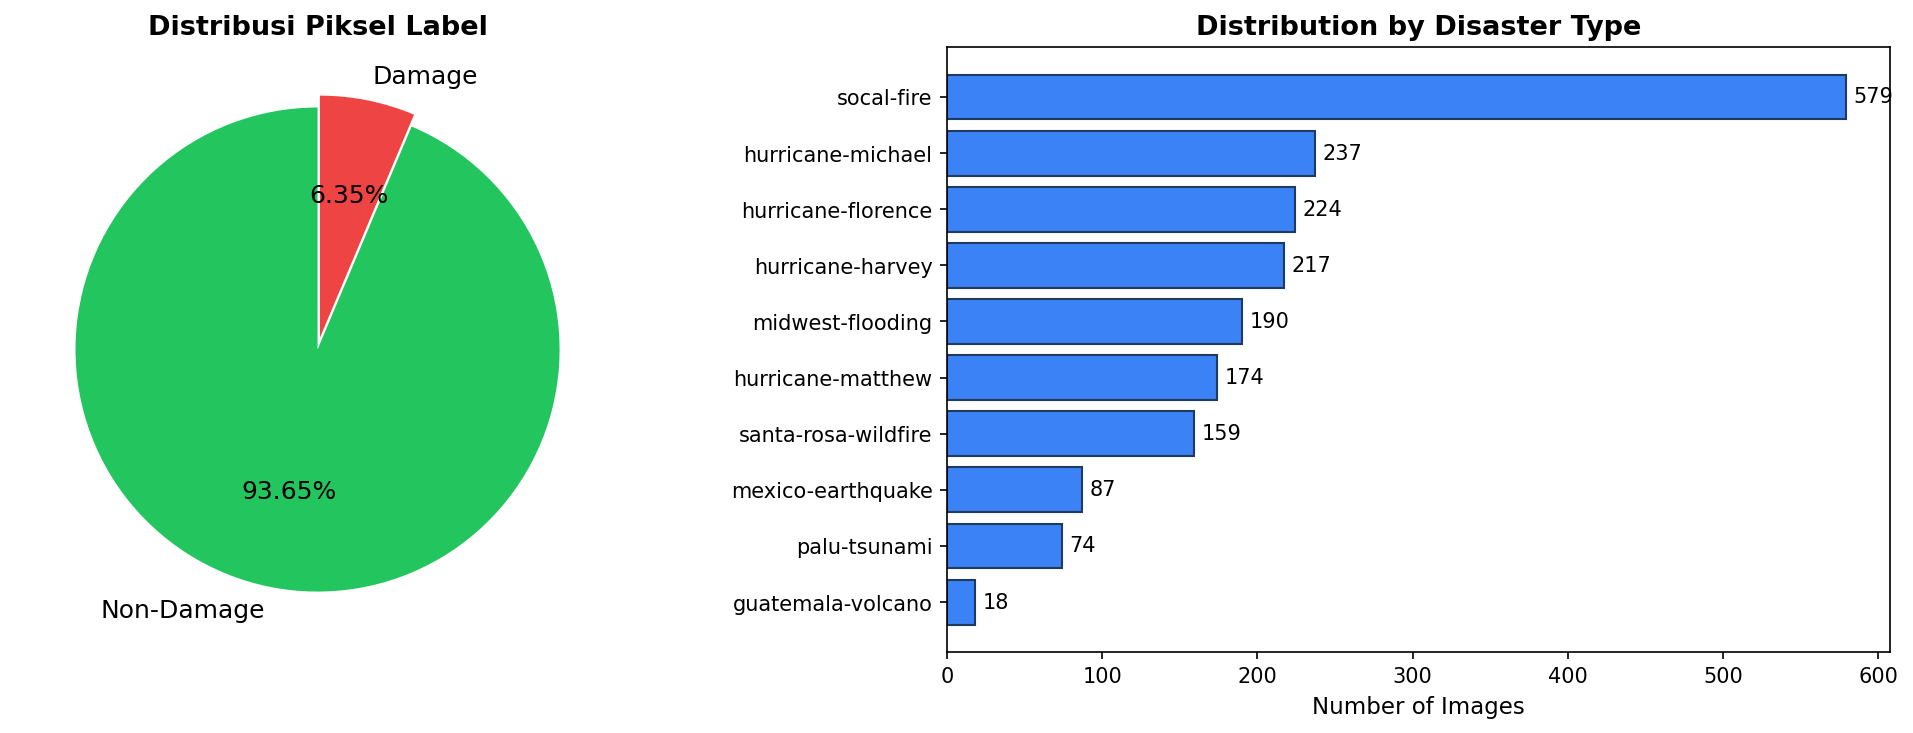 Distribusi Piksel Label
Damage
6.35%
93.65%
Non-Damage
Distribution by Disaster Type
socal-fire 579
hurricane-michael 237
hurricane-florence 224
hurricane-harvey 217
midwest-flooding 190
hurricane-matthew 174
santa-rosa-wildfire 159
mexico-earthquake 87
palu-tsunami 74
guatemala-volcano 18
0 100 200 300 400 500 600
Number of Images